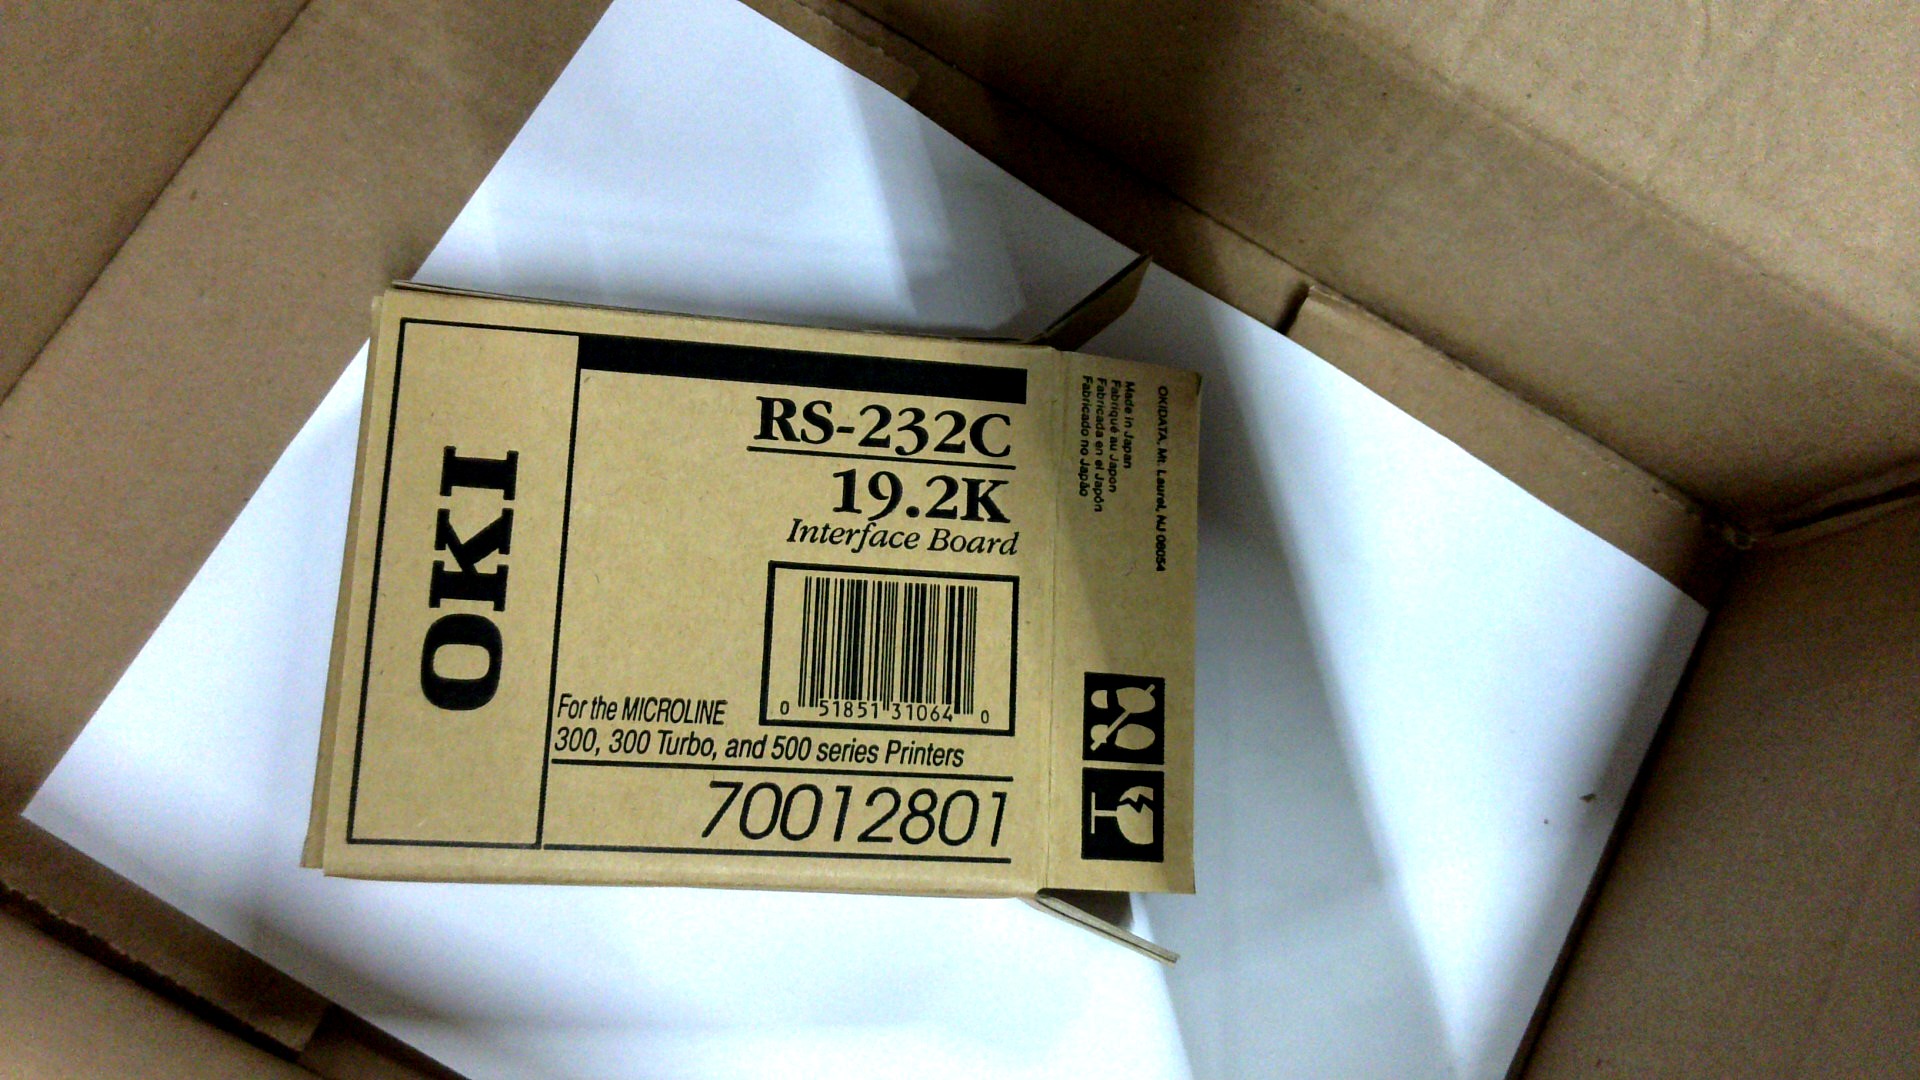 OKI
RS-232C
19.2K
Interface Board
0 51851 31064 0
For the MICROLINE
300, 300 Turbo, and 500 series Printers
70012801
OKIDATA, Mt. Laurel, NJ 08054
Made in Japan
Fabriqué au Japon
Fabricada en el Japón
Fabricado no Japão